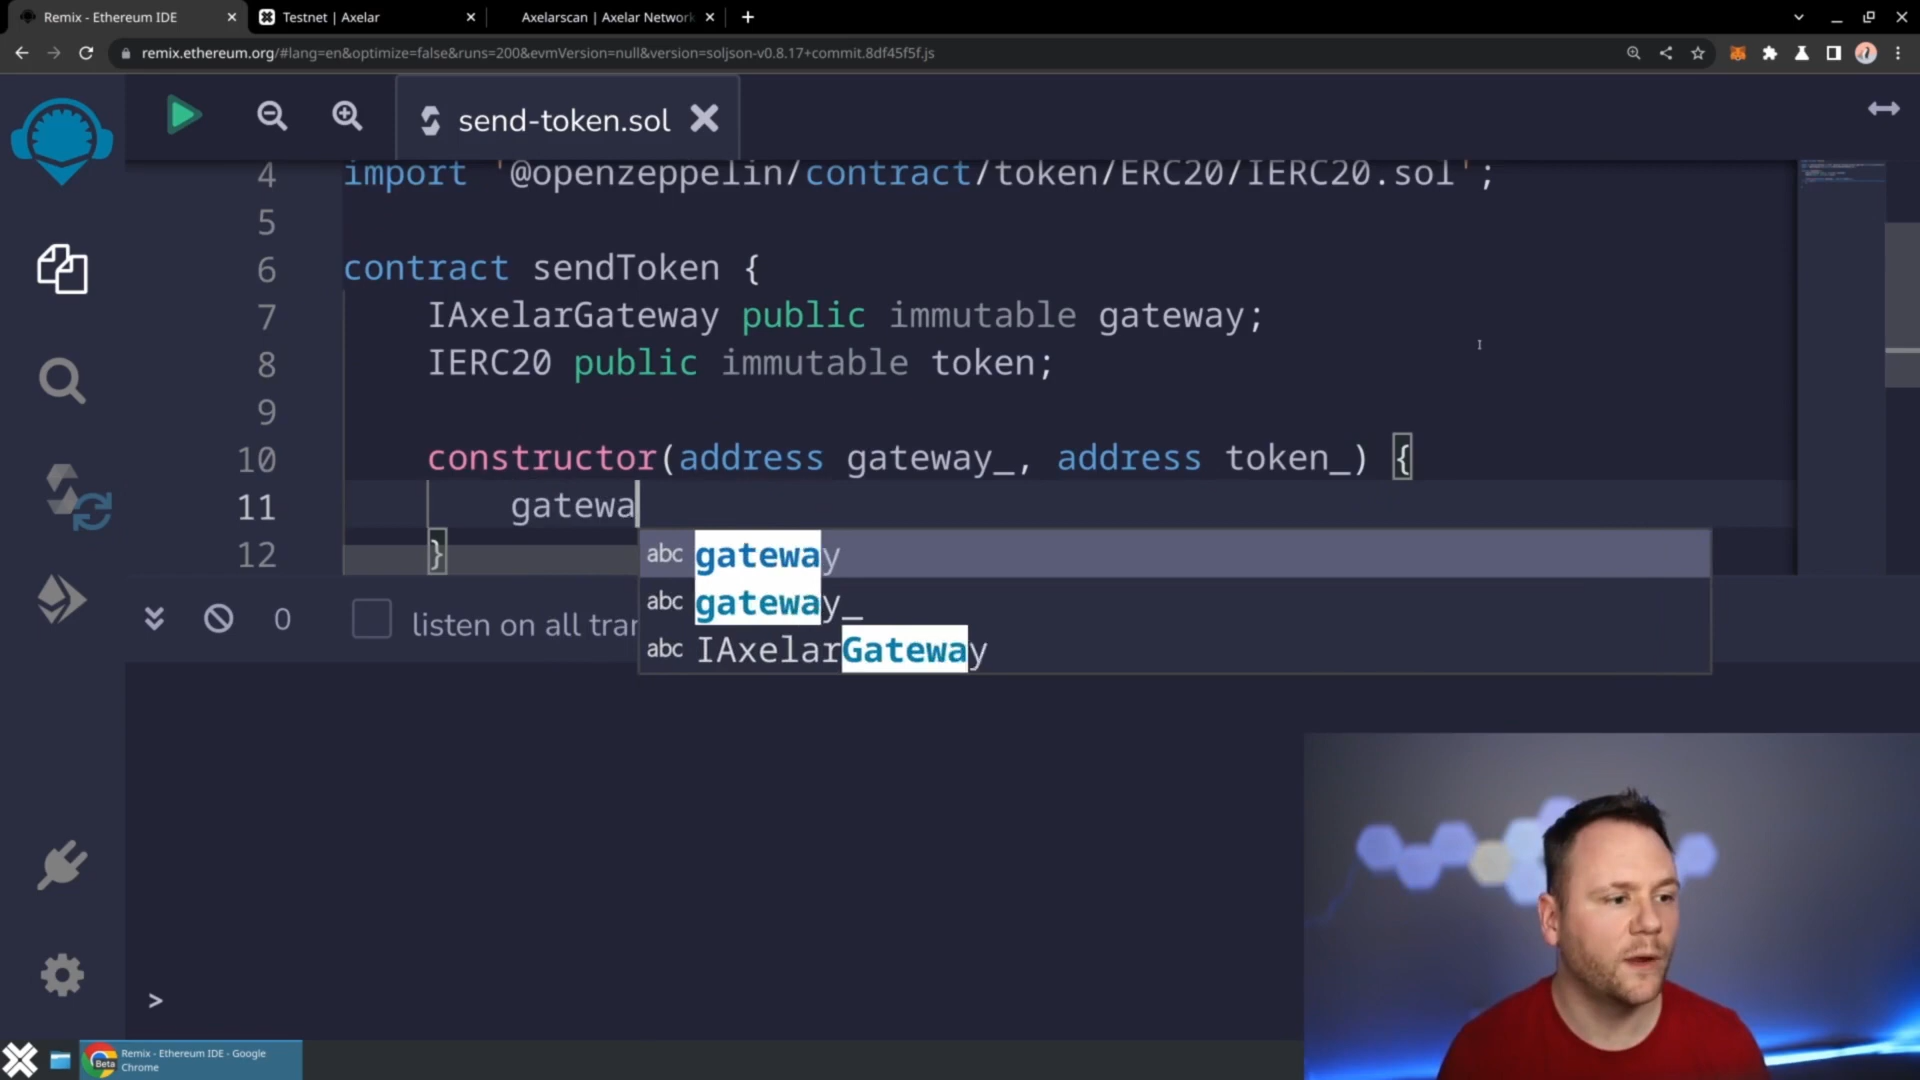 Remix - Ethereum IDE
Testnet | Axelar
Axelarscan | Axelar Network
remix.ethereum.org/#lang=en&optimize=false&runs=200&evmVersion=null&version=soljson-v0.8.17+commit.8df45f5f.js
send-token.sol
4 import '@openzeppelin/contract/token/ERC20/IERC20.sol';
5
6 contract sendToken {
7 IAxelarGateway public immutable gateway;
8 IERC20 public immutable token;
9
10 constructor(address gateway_, address token_) {
11 gatewa
12 }
abc gateway
abc gateway_
abc IAxelarGateway
0 listen on all tran
>
Beta
Remix - Ethereum IDE - Google
Chrome